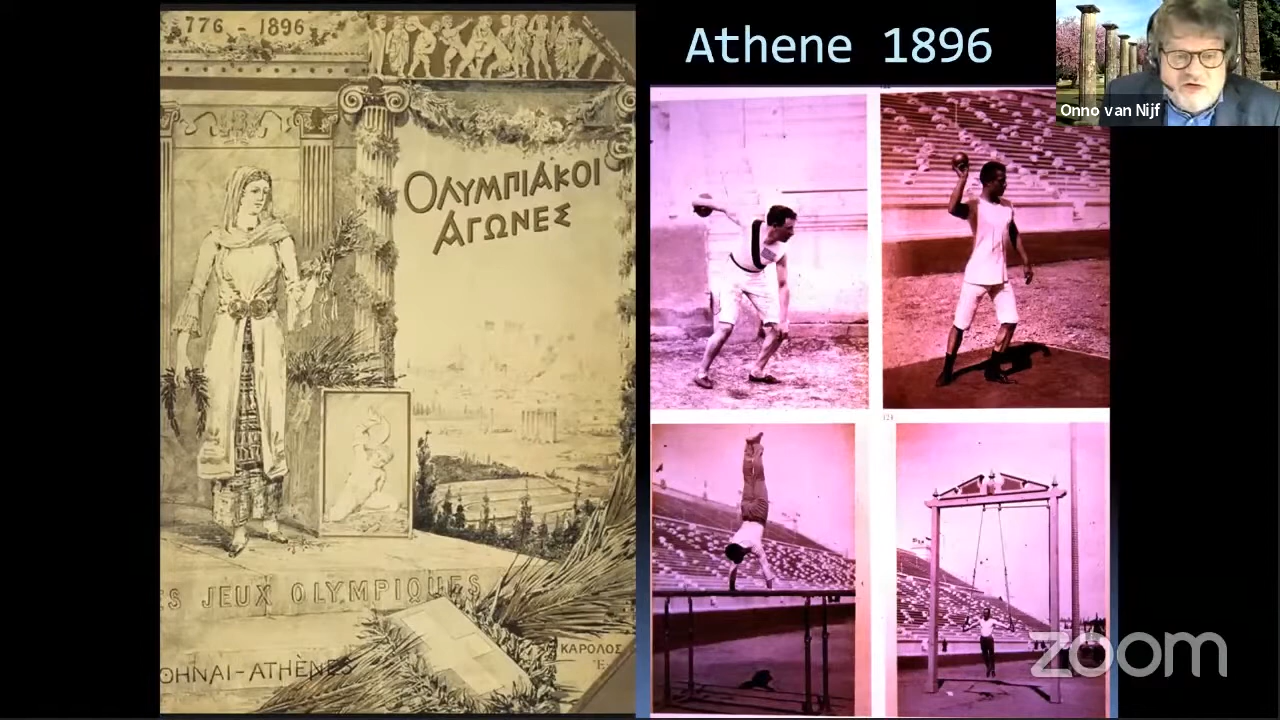 776 - 1896
ΟΛΥΜΠΙΑΚΟΙ
ΑΓΩΝΕΣ
ES JEUX OLYMPIQUES
ΘΗΝΑΙ-ATHÈNES
ΚΑΡΟΛΟΣ
Athene 1896
Onno van Nijf
zoom